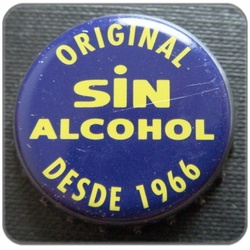 ORIGINAL
SiN
ALCOHOL
DESDE 1966